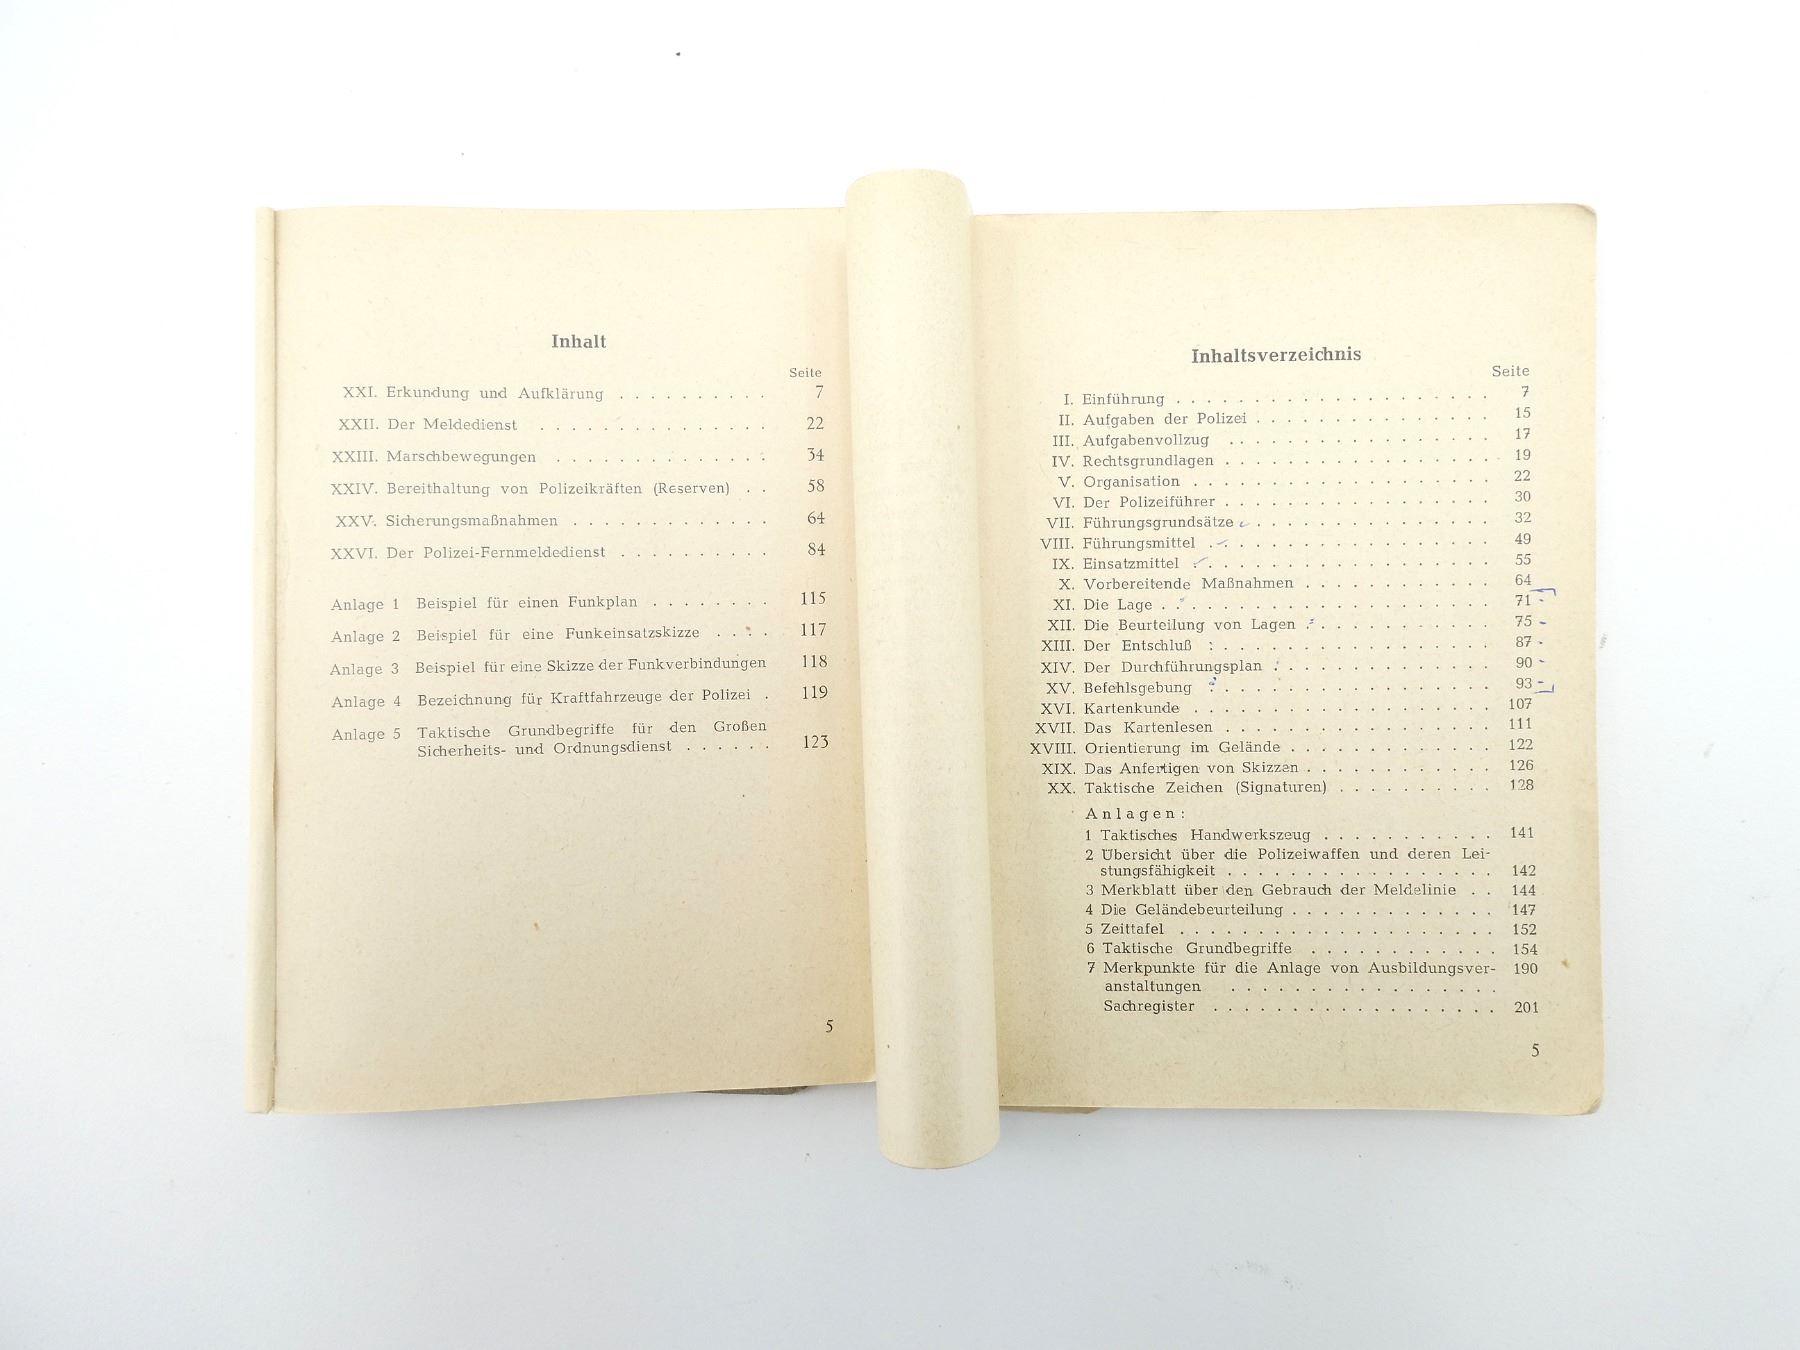 Inhalt
Seite
XXI. Erkundung und Aufklärung . . . . . . . . . . 7
XXII. Der Meldedienst . . . . . . . . . . . . . . . 22
XXIII. Marschbewegungen . . . . . . . . . . . . . . 34
XXIV. Bereithaltung von Polizeikräften (Reserven) . . 58
XXV. Sicherungsmaßnahmen . . . . . . . . . . . . . 64
XXVI. Der Polizei-Fernmeldedienst . . . . . . . . . . 84
Anlage 1 Beispiel für einen Funkplan . . . . . . . . 115
Anlage 2 Beispiel für eine Funkeinsatzskizze . . . . 117
Anlage 3 Beispiel für eine Skizze der Funkverbindungen 118
Anlage 4 Bezeichnung für Kraftfahrzeuge der Polizei . 119
Anlage 5 Taktische Grundbegriffe für den Großen
Sicherheits- und Ordnungsdienst . . . . . . 123
5
Inhaltsverzeichnis
Seite
I. Einführung . . . . . . . . . . . . . . . . . . . . 7
II. Aufgaben der Polizei . . . . . . . . . . . . . . . 15
III. Aufgabenvollzug . . . . . . . . . . . . . . . . . 17
IV. Rechtsgrundlagen . . . . . . . . . . . . . . . . . 19
V. Organisation . . . . . . . . . . . . . . . . . . . 22
VI. Der Polizeiführer . . . . . . . . . . . . . . . . . 30
VII. Führungsgrundsätze . . . . . . . . . . . . . . . 32
VIII. Führungsmittel . . . . . . . . . . . . . . . . . . 49
IX. Einsatzmittel . . . . . . . . . . . . . . . . . . . 55
X. Vorbereitende Maßnahmen . . . . . . . . . . . . 64
XI. Die Lage . . . . . . . . . . . . . . . . . . . . . 71
XII. Die Beurteilung von Lagen . . . . . . . . . . . . 75
XIII. Der Entschluß . . . . . . . . . . . . . . . . . . 87
XIV. Der Durchführungsplan . . . . . . . . . . . . . . 90
XV. Befehlsgebung . . . . . . . . . . . . . . . . . . 93
XVI. Kartenkunde . . . . . . . . . . . . . . . . . . . 107
XVII. Das Kartenlesen . . . . . . . . . . . . . . . . . 111
XVIII. Orientierung im Gelände . . . . . . . . . . . . . 122
XIX. Das Anfertigen von Skizzen . . . . . . . . . . . . 126
XX. Taktische Zeichen (Signaturen) . . . . . . . . . . 128
Anlagen:
1 Taktisches Handwerkszeug . . . . . . . . . . . 141
2 Übersicht über die Polizeiwaffen und deren Lei-
stungsfähigkeit . . . . . . . . . . . . . . . . . 142
3 Merkblatt über den Gebrauch der Meldelinie . . 144
4 Die Geländebeurteilung . . . . . . . . . . . . . 147
5 Zeittafel . . . . . . . . . . . . . . . . . . . . 152
6 Taktische Grundbegriffe . . . . . . . . . . . . 154
7 Merkpunkte für die Anlage von Ausbildungsver- 190
anstaltungen . . . . . . . . . . . . . . . . .
Sachregister . . . . . . . . . . . . . . . . . . 201
5